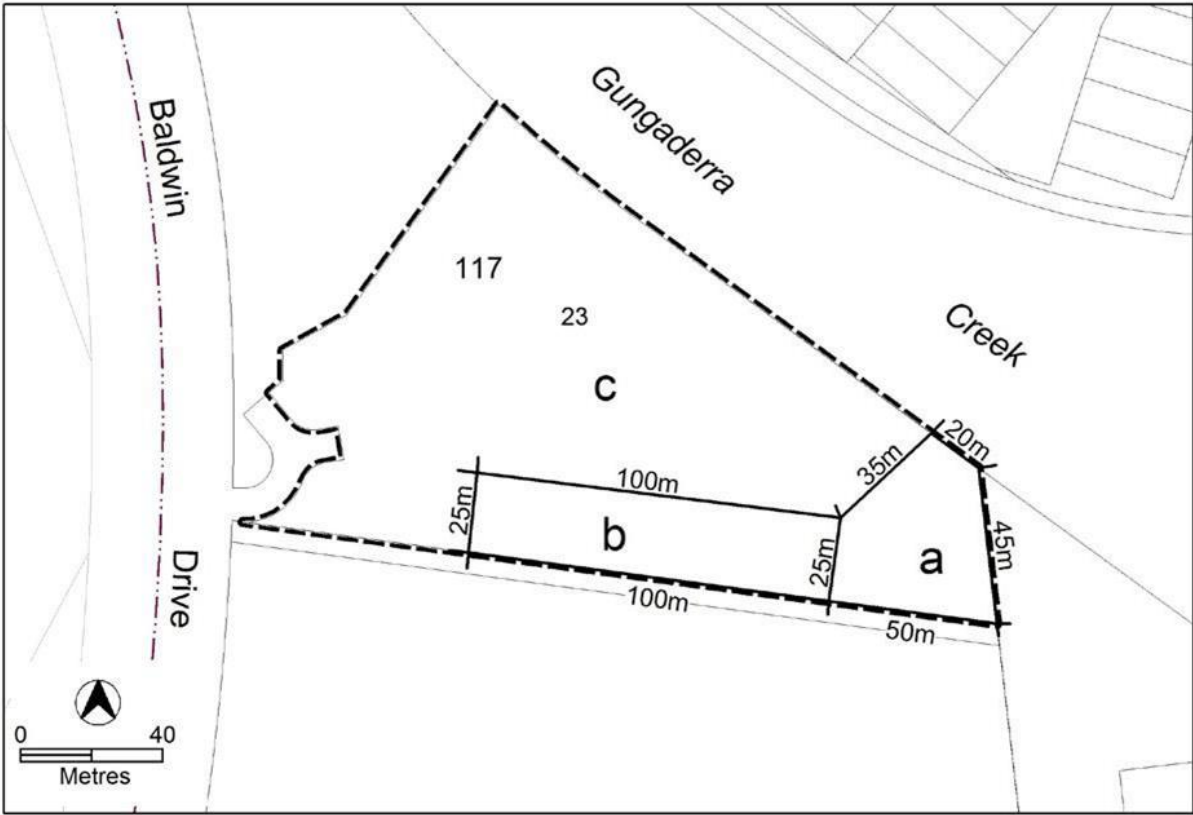 Baldwin
Drive
Gungaderra
Creek
117
23
c
20m
35m
45m
100m
25m
b
25m
a
100m
50m
0 40
Metres